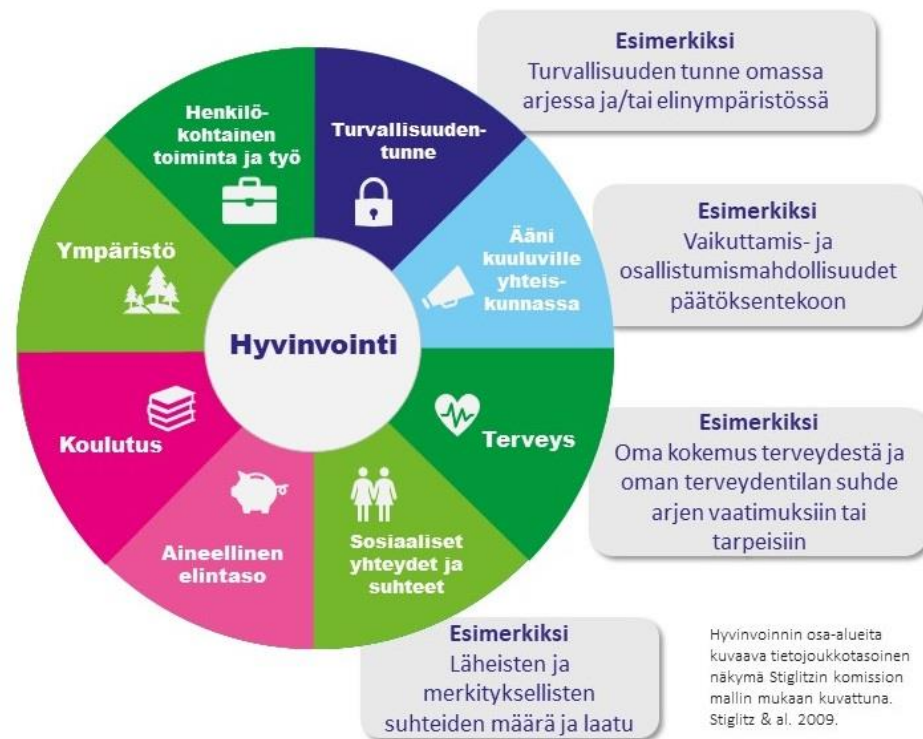 Esimerkiksi
Turvallisuuden tunne omassa
arjessa ja/tai elinympäristössä
Henkilö-
kohtainen
toiminta ja työ
Turvallisuuden-
tunne
Ääni
kuuluville
yhteis-
kunnassa
Esimerkiksi
Vaikuttamis- ja
osallistumismahdollisuudet
päätöksentekoon
Ympäristö
Hyvinvointi
Koulutus
Terveys
Esimerkiksi
Oma kokemus terveydestä ja
oman terveydentilan suhde
arjen vaatimuksiin tai
tarpeisiin
Aineellinen
elintaso
Sosiaaliset
yhteydet ja
suhteet
Esimerkiksi
Läheisten ja
merkityksellisten
suhteiden määrä ja laatu
Hyvinvoinnin osa-alueita
kuvaava tietojoukkotasoinen
näkymä Stiglitzin komission
mallin mukaan kuvattuna.
Stiglitz & al. 2009.